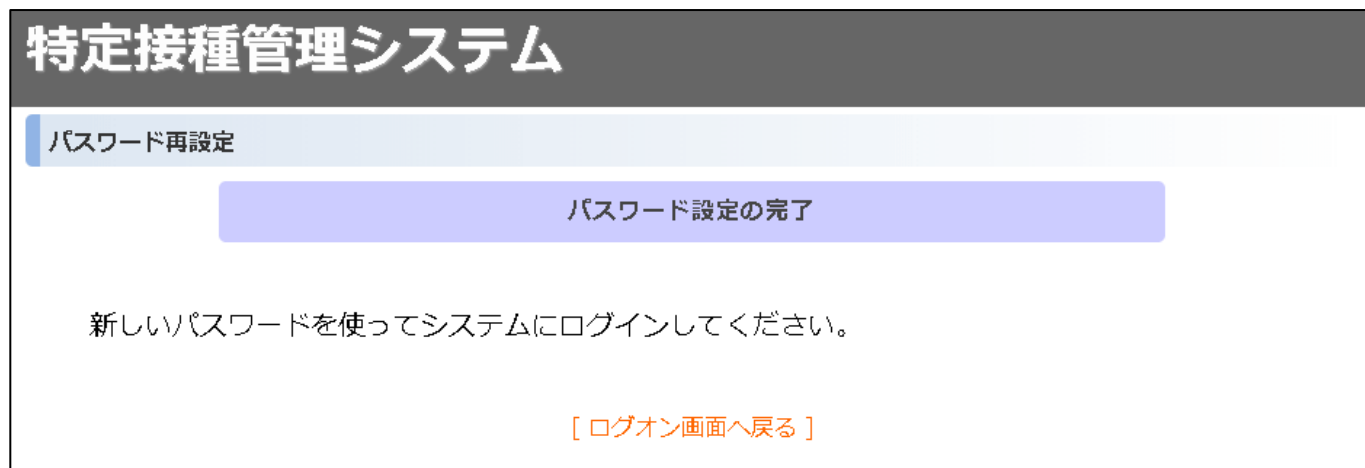 特定接種管理システム
パスワード再設定
パスワード設定の完了
新しいパスワードを使ってシステムにログインしてください。
[ ログオン画面へ戻る ]